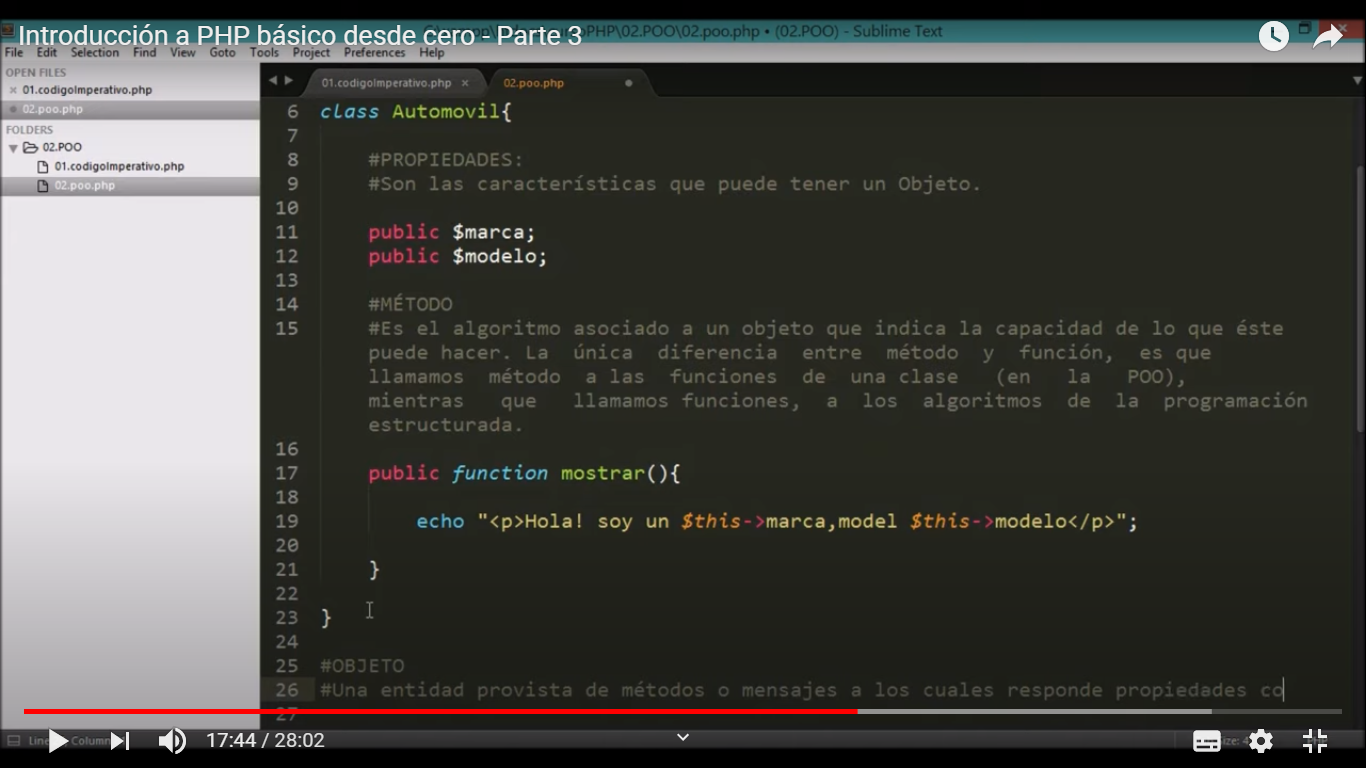 Introducción a PHP básico desde cero - Parte 3
PHP\02.POO\02.poo.php • (02.POO) - Sublime Text
File Edit Selection Find View Goto Tools Project Preferences Help
OPEN FILES
01.codigoImperativo.php
02.poo.php
FOLDERS
02.POO
01.codigoImperativo.php
02.poo.php
01.codigoImperativo.php × 02.poo.php
6 class Automovil{
7
8 #PROPIEDADES:
9 #Son las características que puede tener un Objeto.
10
11 public $marca;
12 public $modelo;
13
14 #MÉTODO
15 #Es el algoritmo asociado a un objeto que indica la capacidad de lo que éste
puede hacer. La única diferencia entre método y función, es que
llamamos método a las funciones de una clase (en la POO),
mientras que llamamos funciones, a los algoritmos de la programación
estructurada.
16
17 public function mostrar(){
18
19 echo "<p>Hola! soy un $this->marca,model $this->modelo</p>";
20
21 }
22
23 }
24
25 #OBJETO
26 #Una entidad provista de métodos o mensajes a los cuales responde propiedades co
27
17:44 / 28:02